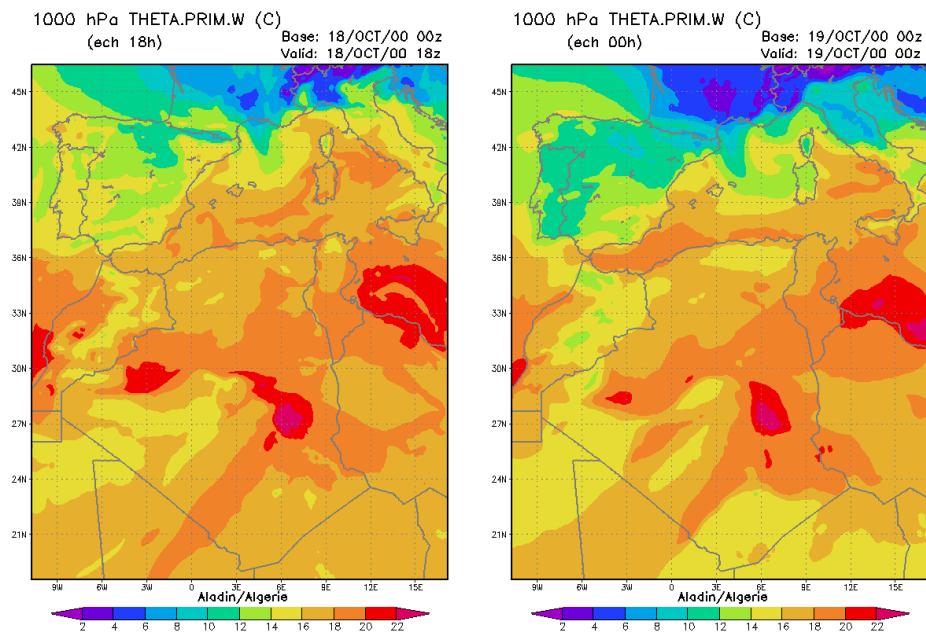 1000 hPa THETA.PRIM.W (C)
(ech 18h)
Base: 18/OCT/00 00z
Valid: 18/OCT/00 18z
45N
42N
39N
36N
33N
30N
27N
24N
21N
9W 6W 3W 0 3E 6E 9E 12E 15E
Aladin/Algerie
2 4 6 8 10 12 14 16 18 20 22
1000 hPa THETA.PRIM.W (C)
(ech 00h)
Base: 19/OCT/00 00z
Valid: 19/OCT/00 00z
45N
42N
39N
36N
33N
30N
27N
24N
21N
9W 6W 3W 0 3E 6E 9E 12E 15E
Aladin/Algerie
2 4 6 8 10 12 14 16 18 20 22